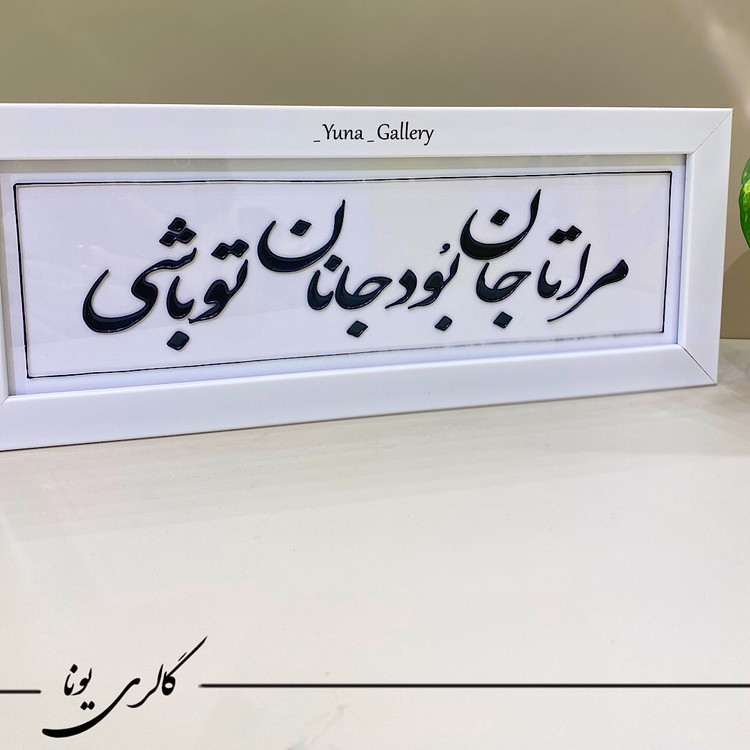 _Yuna_Gallery
مرا تا جان بُود جانان تو باشی
گالری یونا